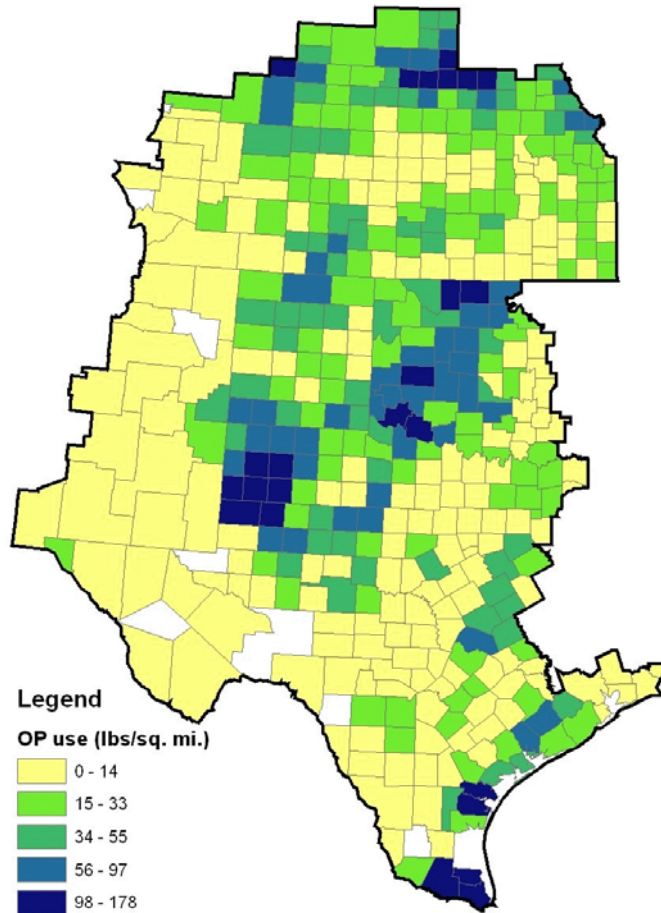 Legend
OP use (lbs/sq. mi.)
0 - 14
15 - 33
34 - 55
56 - 97
98 - 178